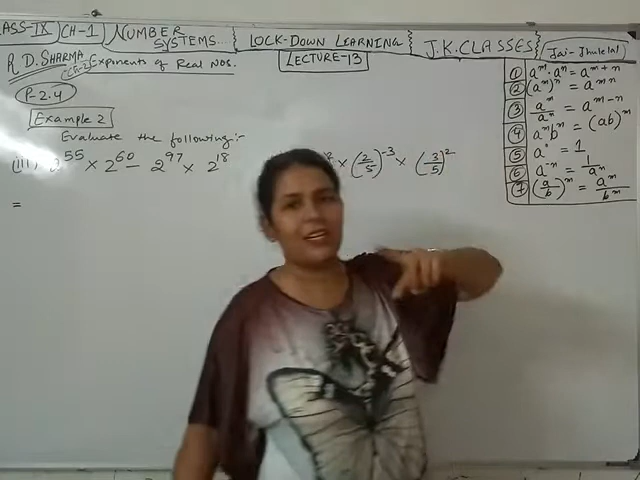 ASS-IX CH-1 NUMBER SYSTEMS... LOCK-DOWN LEARNING J.K.CLASSES Jai-Jhulelal
R.D.SHARMA Exponents of Real Nos. LECTURE-13
P-2.4
Example 2
Evaluate the following:-
(iii) 2^55 × 2^60 - 2^97 × 2^18
× (2/5)^-3 × (3/5)^2
=
① a^m · a^n = a^m+n
② (a^m)^n = a^mn
③ a^m/a^n = a^m-n
④ a^m b^m = (ab)^m
⑤ a^° = 1
⑥ a^-n = 1/a^n
⑦ (a/b)^m = a^m/b^m